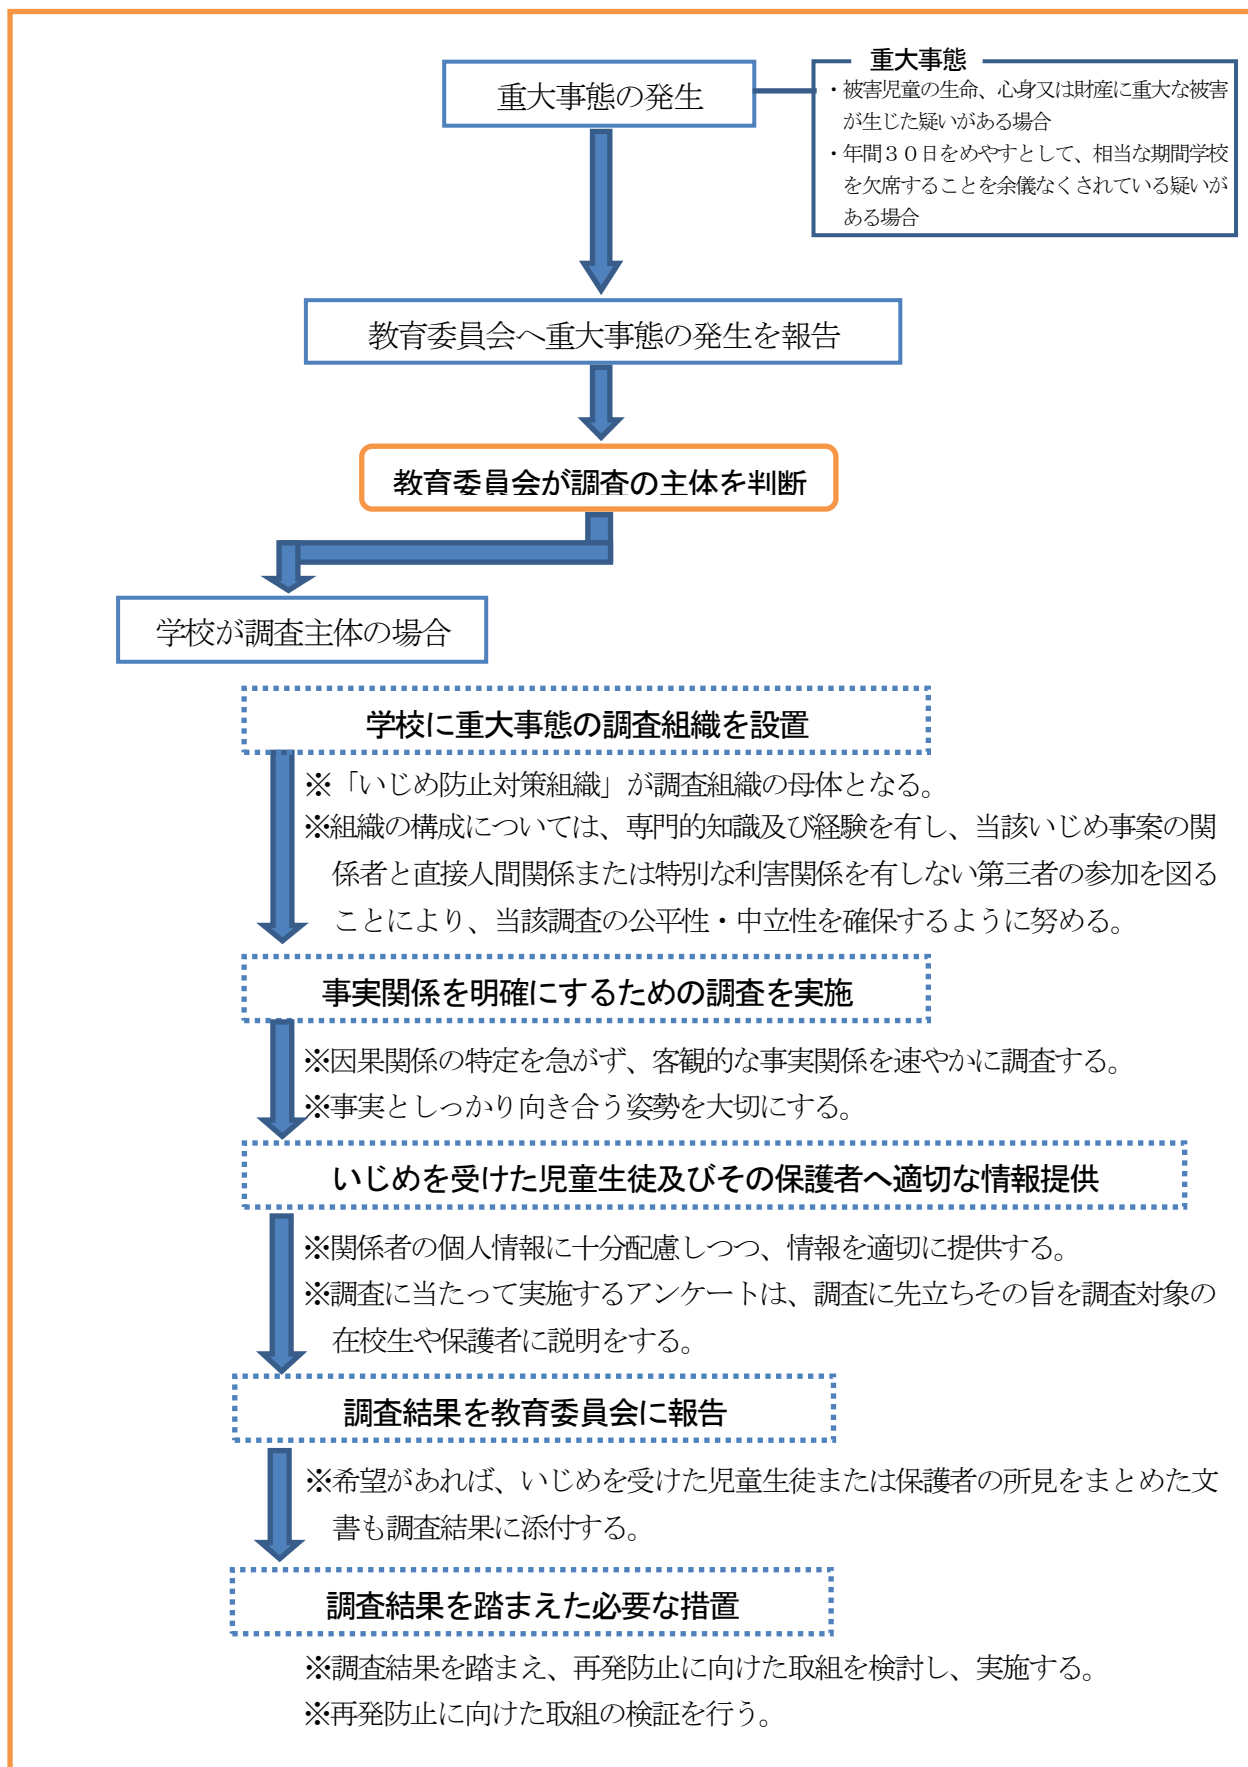 重大事態の発生
重大事態
・被害児童の生命、心身又は財産に重大な被害
が生じた疑いがある場合
・年間３０日をめやすとして、相当な期間学校
を欠席することを余儀なくされている疑いが
ある場合
教育委員会へ重大事態の発生を報告
教育委員会が調査の主体を判断
学校が調査主体の場合
学校に重大事態の調査組織を設置
※「いじめ防止対策組織」が調査組織の母体となる。
※組織の構成については、専門的知識及び経験を有し、当該いじめ事案の関
係者と直接人間関係または特別な利害関係を有しない第三者の参加を図る
ことにより、当該調査の公平性・中立性を確保するように努める。
事実関係を明確にするための調査を実施
※因果関係の特定を急がず、客観的な事実関係を速やかに調査する。
※事実としっかり向き合う姿勢を大切にする。
いじめを受けた児童生徒及びその保護者へ適切な情報提供
※関係者の個人情報に十分配慮しつつ、情報を適切に提供する。
※調査に当たって実施するアンケートは、調査に先立ちその旨を調査対象の
在校生や保護者に説明をする。
調査結果を教育委員会に報告
※希望があれば、いじめを受けた児童生徒または保護者の所見をまとめた文
書も調査結果に添付する。
調査結果を踏まえた必要な措置
※調査結果を踏まえ、再発防止に向けた取組を検討し、実施する。
※再発防止に向けた取組の検証を行う。